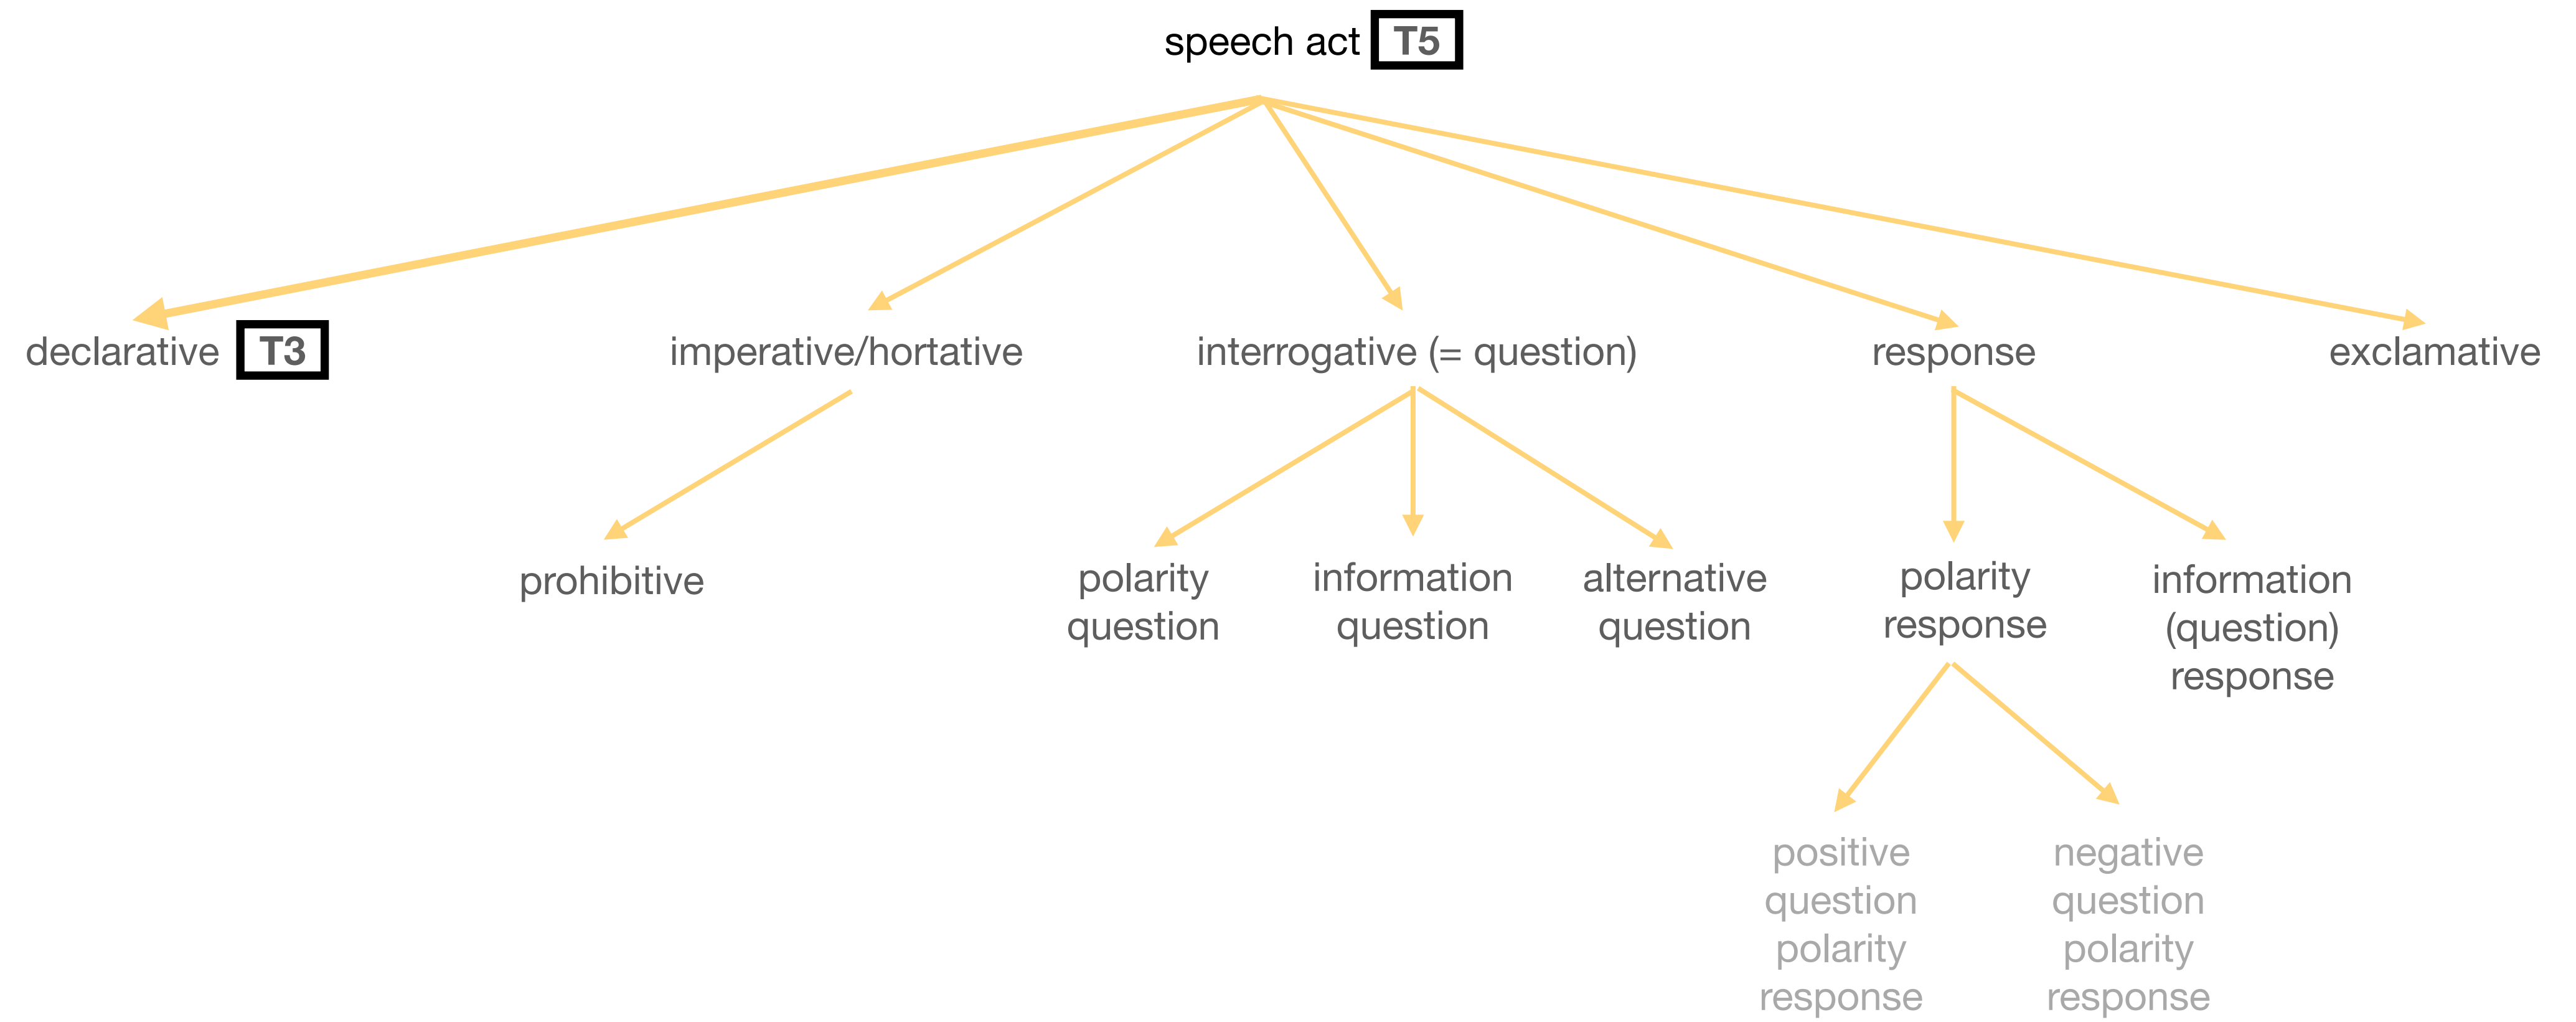 speech act T5
declarative T3
imperative/hortative
interrogative (= question)
response
exclamative
prohibitive
polarity
question
information
question
alternative
question
polarity
response
information
(question)
response
positive
question
polarity
response
negative
question
polarity
response